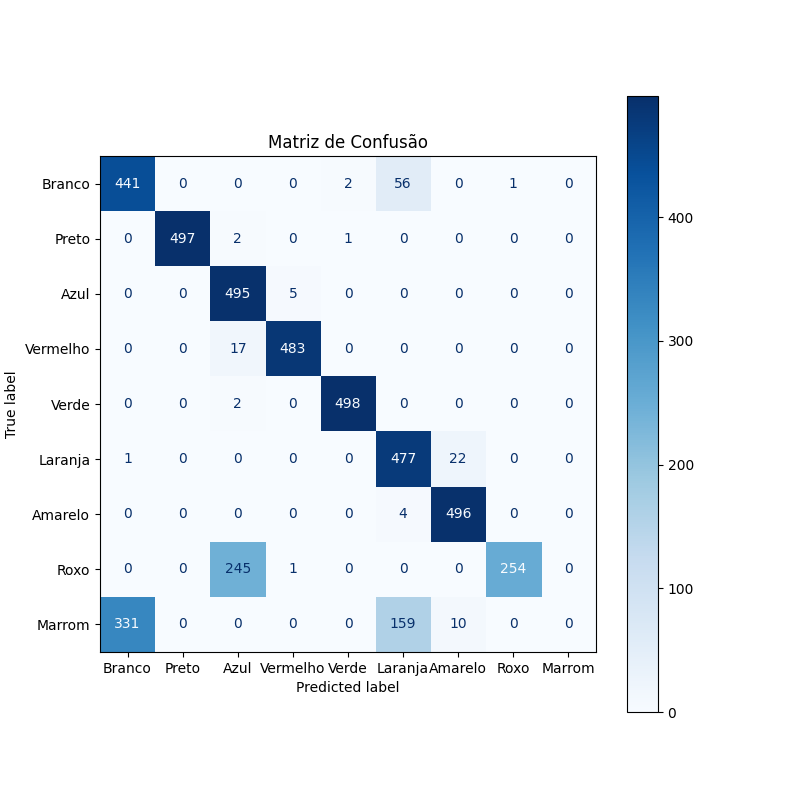 Matriz de Confusão
True label
Branco 441 0 0 0 2 56 0 1 0
Preto 0 497 2 0 1 0 0 0 0
Azul 0 0 495 5 0 0 0 0 0
Vermelho 0 0 17 483 0 0 0 0 0
Verde 0 0 2 0 498 0 0 0 0
Laranja 1 0 0 0 0 477 22 0 0
Amarelo 0 0 0 0 0 4 496 0 0
Roxo 0 0 245 1 0 0 0 254 0
Marrom 331 0 0 0 0 159 10 0 0
Branco Preto Azul Vermelho Verde Laranja Amarelo Roxo Marrom
Predicted label
400
300
200
100
0